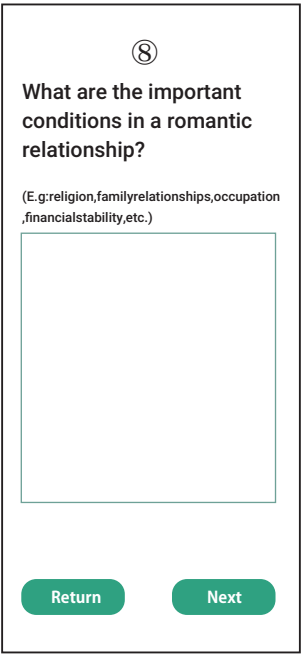 ⑧
What are the important
conditions in a romantic
relationship?
(E.g:religion,familyrelationships,occupation
,financialstability,etc.)
Return Next